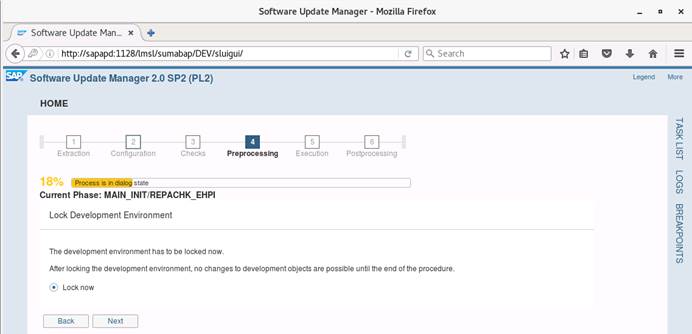 Software Update Manager - Mozilla Firefox
Software Update Man...
http://sapapd:1128/lmsl/sumabap/DEV/sluigui/
Search
SAP Software Update Manager 2.0 SP2 (PL2)
Legend More
HOME
1 2 3 4 5 6
Extraction Configuration Checks Preprocessing Execution Postprocessing
18% Process is in dialog state
Current Phase: MAIN_INIT/REPACHK_EHPI
Lock Development Environment
The development environment has to be locked now.
After locking the development environment, no changes to development objects are possible until the end of the procedure.
Lock now
Back Next
TASK LIST
LOGS
BREAKPOINTS